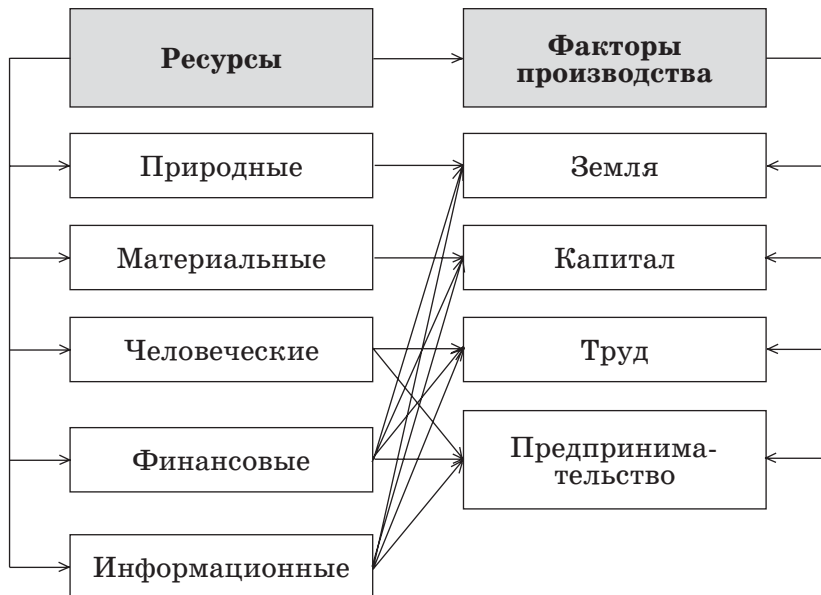 Ресурсы
Факторы
производства
Природные
Земля
Материальные
Капитал
Человеческие
Труд
Финансовые
Предпринима-
тельство
Информационные